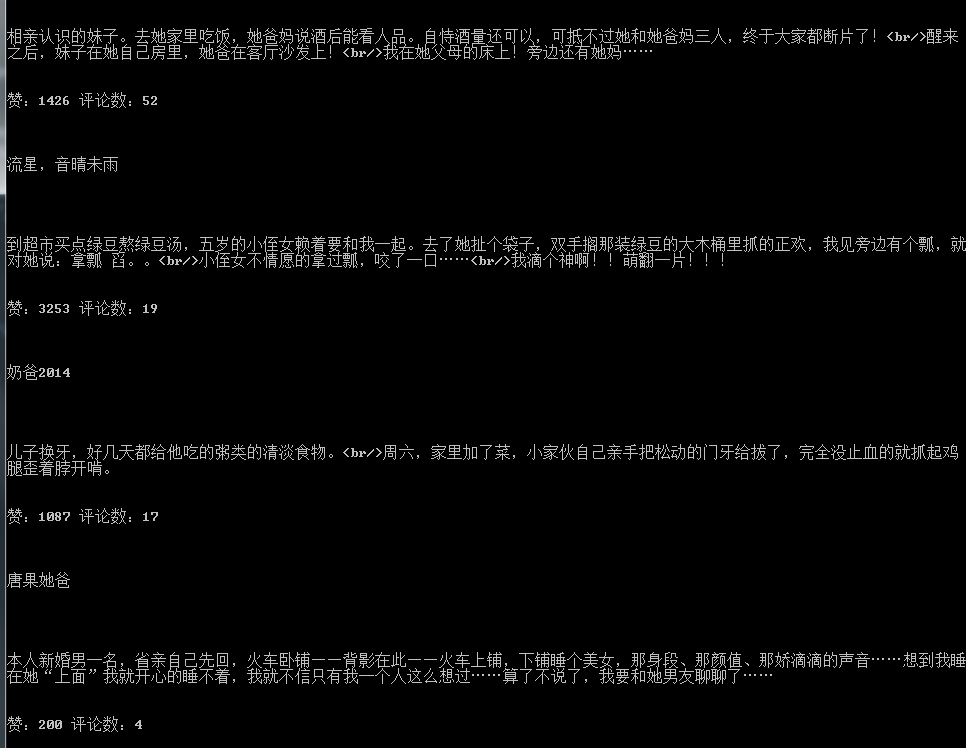 相亲认识的妹子。去她家里吃饭，她爸妈说酒后能看人品。自恃酒量还可以，可抵不过她和她爸妈三人，终于大家都断片了！<br/>醒来
之后，妹子在她自己房里，她爸在客厅沙发上！<br/>我在她父母的床上！旁边还有她妈……
赞：1426 评论数：52
流星，音晴未雨
到超市买点绿豆熬绿豆汤，五岁的小侄女赖着要和我一起。去了她扯个袋子，双手搁那装绿豆的大木桶里抓的正欢，我见旁边有个瓢，就
对她说：拿瓢 舀。。<br/>小侄女不情愿的拿过瓢，咬了一口……<br/>我滴个神啊！！萌翻一片！！！
赞：3253 评论数：19
奶爸2014
儿子换牙，好几天都给他吃的粥类的清淡食物。<br/>周六，家里加了菜，小家伙自己亲手把松动的门牙给拔了，完全没止血的就抓起鸡
腿歪着脖开啃。
赞：1087 评论数：17
唐果她爸
本人新婚男一名，省亲自己先回，火车卧铺一一背影在此一一火车上铺，下铺睡个美女，那身段、那颜值、那娇滴滴的声音……想到我睡
在她“上面”我就开心的睡不着，我就不信只有我一个人这么想过……算了不说了，我要和她男友聊聊了……
赞：200 评论数：4